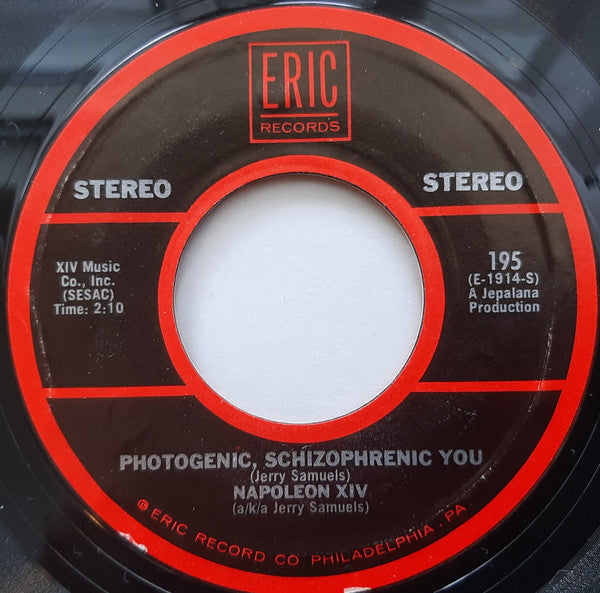 ERIC
RECORDS
STEREO
STEREO
XIV Music
Co., Inc.
(SESAC)
Time: 2:10
195
(E-1914-S)
A Jepalana
Production
PHOTOGENIC, SCHIZOPHRENIC YOU
(Jerry Samuels)
NAPOLEON XIV
(a/k/a Jerry Samuels)
© ERIC RECORD CO PHILADELPHIA, PA